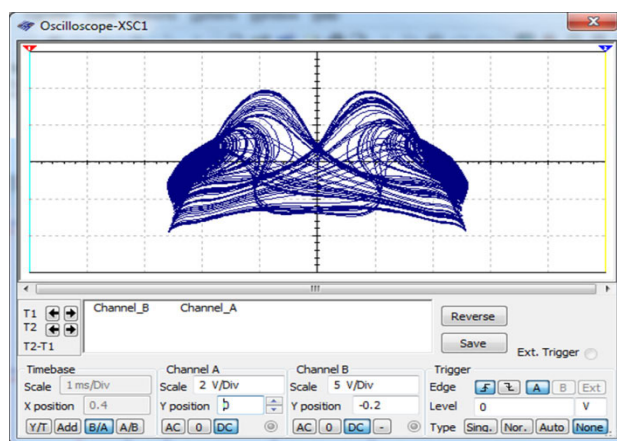 Oscilloscope-XSC1
T1
T2
T2-T1
Channel_B Channel_A
Reverse
Save
Ext. Trigger
Timebase
Scale 1 ms/Div
X position 0.4
Y/T Add B/A A/B
Channel A
Scale 2 V/Div
Y position
AC 0 DC
Channel B
Scale 5 V/Div
Y position -0.2
AC 0 DC -
Trigger
Edge A B Ext
Level 0 V
Type Sing. Nor. Auto None